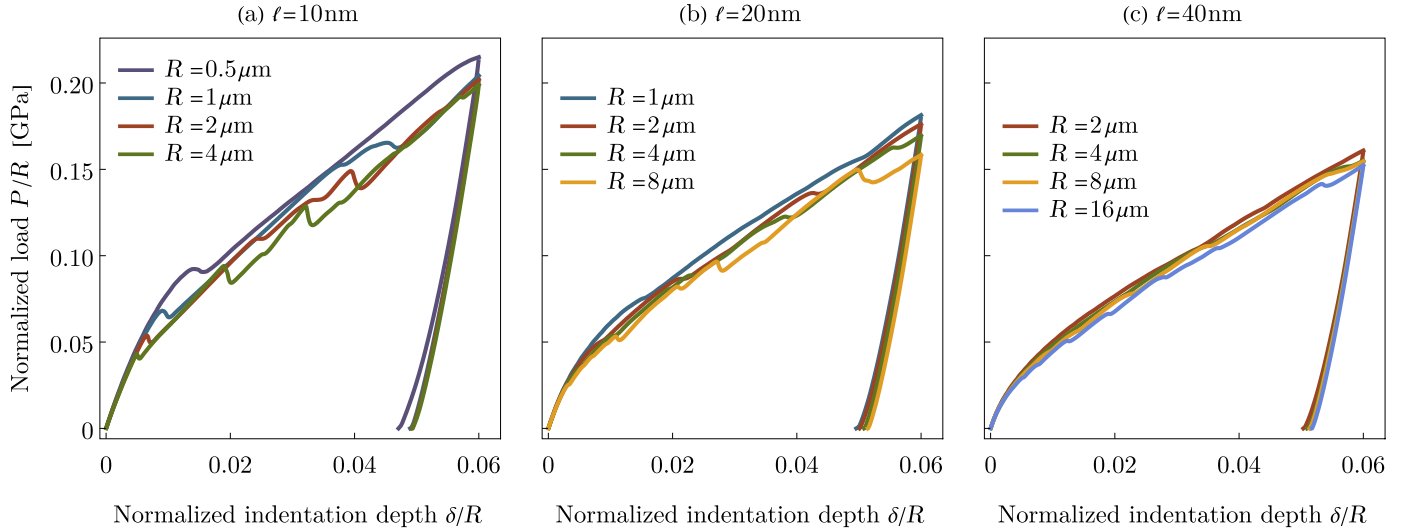 (a) ℓ=10nm
(b) ℓ=20nm
(c) ℓ=40nm
Normalized load P/R [GPa]
0.20
0.15
0.10
0.05
0
R =0.5μm
R =1μm
R =2μm
R =4μm
0
0.02
0.04
0.06
Normalized indentation depth δ/R
R =1μm
R =2μm
R =4μm
R =8μm
0
0.02
0.04
0.06
Normalized indentation depth δ/R
R =2μm
R =4μm
R =8μm
R =16μm
0
0.02
0.04
0.06
Normalized indentation depth δ/R